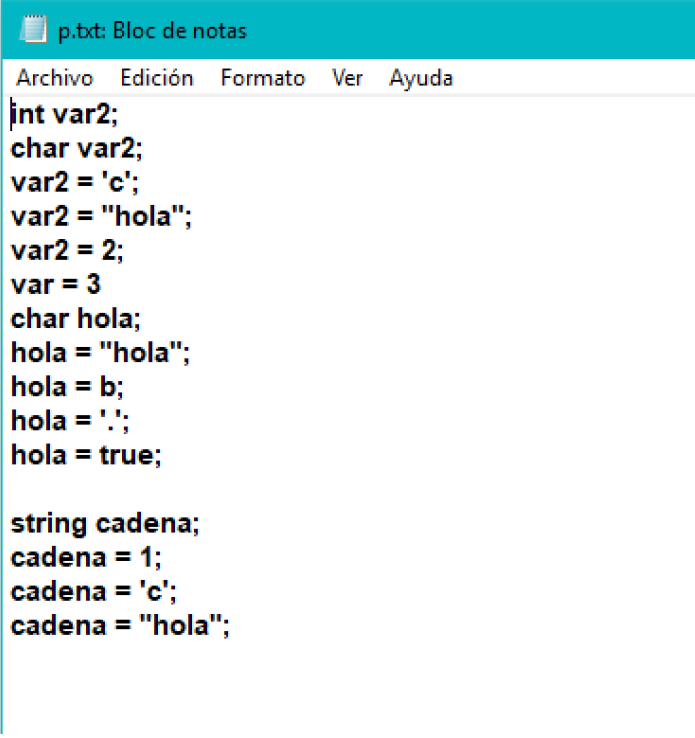 p.txt: Bloc de notas
Archivo Edición Formato Ver Ayuda
int var2;
char var2;
var2 = 'c';
var2 = "hola";
var2 = 2;
var = 3
char hola;
hola = "hola";
hola = b;
hola = '.';
hola = true;
string cadena;
cadena = 1;
cadena = 'c';
cadena = "hola";